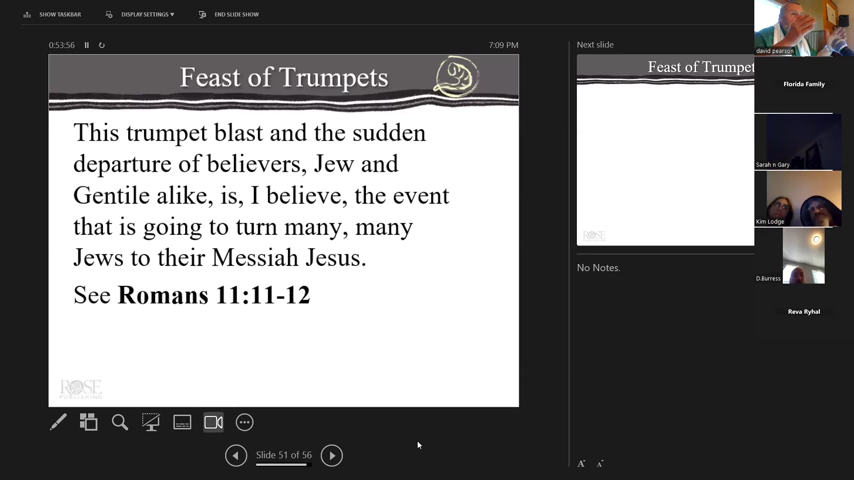 SHOW TASKBAR
DISPLAY SETTINGS ▼
END SLIDE SHOW
0:53:56
7:09 PM
Feast of Trumpets
This trumpet blast and the sudden
departure of believers, Jew and
Gentile alike, is, I believe, the event
that is going to turn many, many
Jews to their Messiah Jesus.
See Romans 11:11-12
ROSE
PUBLISHING
Slide 51 of 56
Next slide
Feast of Trumpet
ROSE
No Notes.
A A
david pearson
Florida Family
Sarah n Gary
Kim Lodge
D.Burress
Reva Ryhal